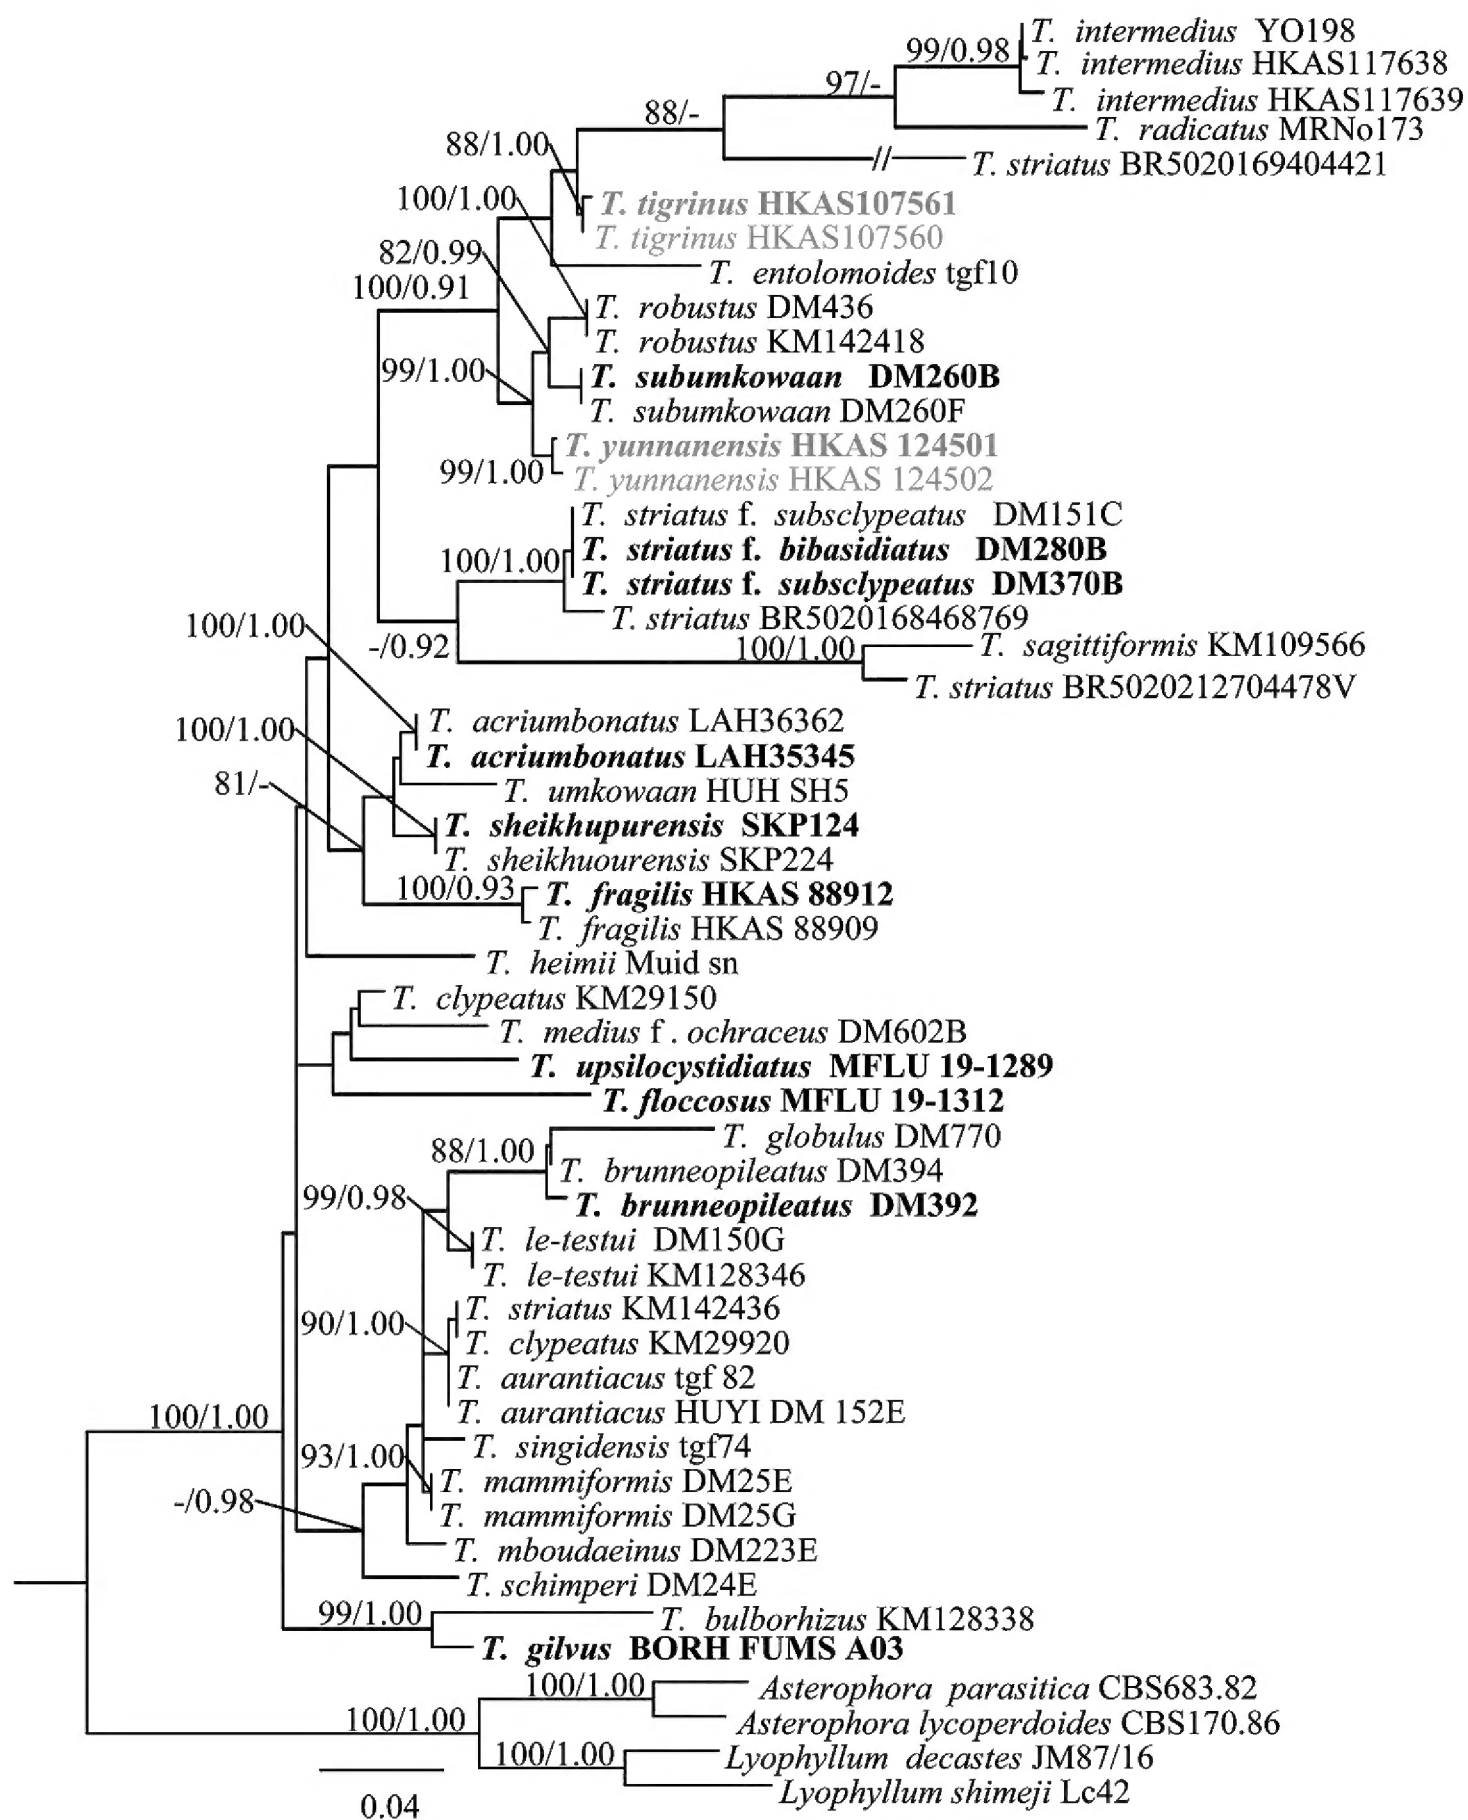 T. intermedius YO198
99/0.98
T. intermedius HKAS117638
97/-
T. intermedius HKAS117639
88/-
T. radicatus MRNo173
88/1.00
T. striatus BR5020169404421
//
100/1.00
T. tigrinus HKAS107561
T. tigrinus HKAS107560
82/0.99
T. entolomoides tgf10
100/0.91
T. robustus DM436
T. robustus KM142418
99/1.00
T. subumkowaan DM260B
T. subumkowaan DM260F
T. yunnanensis HKAS 124501
99/1.00
T. yunnanensis HKAS 124502
T. striatus f. subsclypeatus DM151C
100/1.00
T. striatus f. bibasidiatus DM280B
T. striatus f. subsclypeatus DM370B
T. striatus BR5020168468769
100/1.00
-/0.92
100/1.00
T. sagittiformis KM109566
T. striatus BR5020212704478V
T. acriumbonatus LAH36362
100/1.00
T. acriumbonatus LAH35345
81/-
T. umkowaan HUH SH5
T. sheikhupurensis SKP124
T. sheikhuourensis SKP224
100/0.93
T. fragilis HKAS 88912
T. fragilis HKAS 88909
T. heimii Muid sn
T. clypeatus KM29150
T. medius f . ochraceus DM602B
T. upsilocystidiatus MFLU 19-1289
T. floccosus MFLU 19-1312
T. globulus DM770
88/1.00
T. brunneopileatus DM394
99/0.98
T. brunneopileatus DM392
T. le-testui DM150G
T. le-testui KM128346
T. striatus KM142436
90/1.00
T. clypeatus KM29920
T. aurantiacus tgf 82
T. aurantiacus HUYI DM 152E
100/1.00
T. singidensis tgf74
93/1.00
T. mammiformis DM25E
-/0.98
T. mammiformis DM25G
T. mboudaeinus DM223E
T. schimperi DM24E
99/1.00
T. bulborhizus KM128338
T. gilvus BORH FUMS A03
100/1.00
Asterophora parasitica CBS683.82
100/1.00
Asterophora lycoperdoides CBS170.86
100/1.00
Lyophyllum decastes JM87/16
Lyophyllum shimeji Lc42
0.04